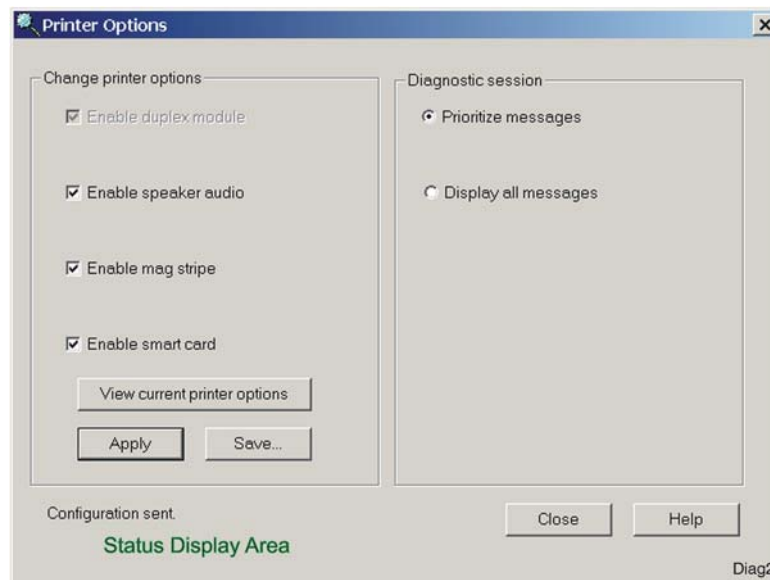 Printer Options
Change printer options
Enable duplex module
Enable speaker audio
Enable mag stripe
Enable smart card
View current printer options
Apply
Save...
Diagnostic session
Prioritize messages
Display all messages
Configuration sent.
Status Display Area
Close
Help
Diag2